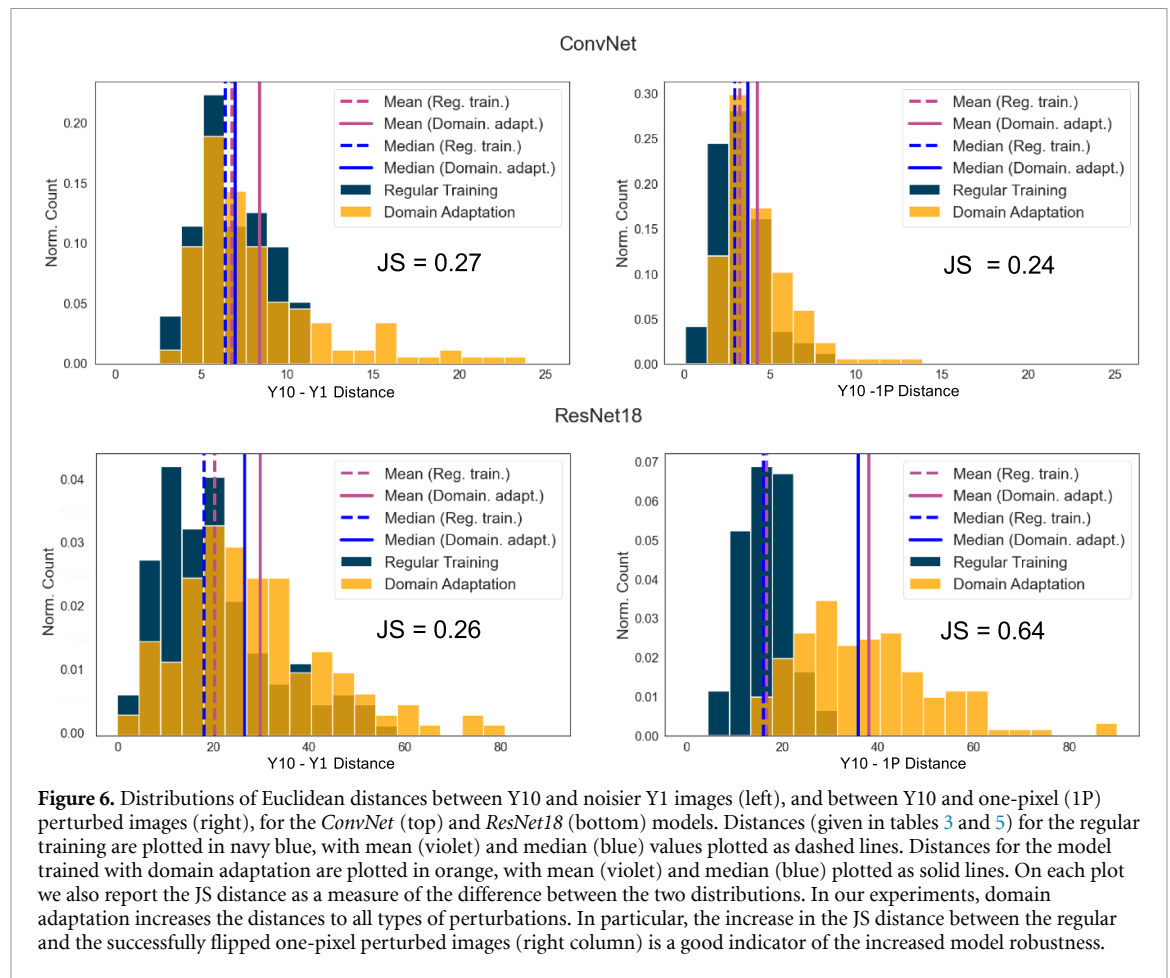 ConvNet
0.20
0.15
0.10
0.05
0.00
Norm. Count
Mean (Reg. train.)
Mean (Domain. adapt.)
Median (Reg. train.)
Median (Domain. adapt.)
Regular Training
Domain Adaptation
JS = 0.27
0 5 10 15 20 25
Y10 - Y1 Distance
0.30
0.25
0.20
0.15
0.10
0.05
0.00
Norm. Count
Mean (Reg. train.)
Mean (Domain. adapt.)
Median (Reg. train.)
Median (Domain. adapt.)
Regular Training
Domain Adaptation
JS = 0.24
0 5 10 15 20 25
Y10 -1P Distance
ResNet18
0.04
0.03
0.02
0.01
0.00
Norm. Count
Mean (Reg. train.)
Mean (Domain. adapt.)
Median (Reg. train.)
Median (Domain. adapt.)
Regular Training
Domain Adaptation
JS = 0.26
0 20 40 60 80
Y10 - Y1 Distance
0.07
0.06
0.05
0.04
0.03
0.02
0.01
0.00
Norm. Count
Mean (Reg. train.)
Mean (Domain. adapt.)
Median (Reg. train.)
Median (Domain. adapt.)
Regular Training
Domain Adaptation
JS = 0.64
0 20 40 60 80
Y10 - 1P Distance
Figure 6. Distributions of Euclidean distances between Y10 and noisier Y1 images (left), and between Y10 and one-pixel (1P)
perturbed images (right), for the ConvNet (top) and ResNet18 (bottom) models. Distances (given in tables 3 and 5) for the regular
training are plotted in navy blue, with mean (violet) and median (blue) values plotted as dashed lines. Distances for the model
trained with domain adaptation are plotted in orange, with mean (violet) and median (blue) plotted as solid lines. On each plot
we also report the JS distance as a measure of the difference between the two distributions. In our experiments, domain
adaptation increases the distances to all types of perturbations. In particular, the increase in the JS distance between the regular
and the successfully flipped one-pixel perturbed images (right column) is a good indicator of the increased model robustness.